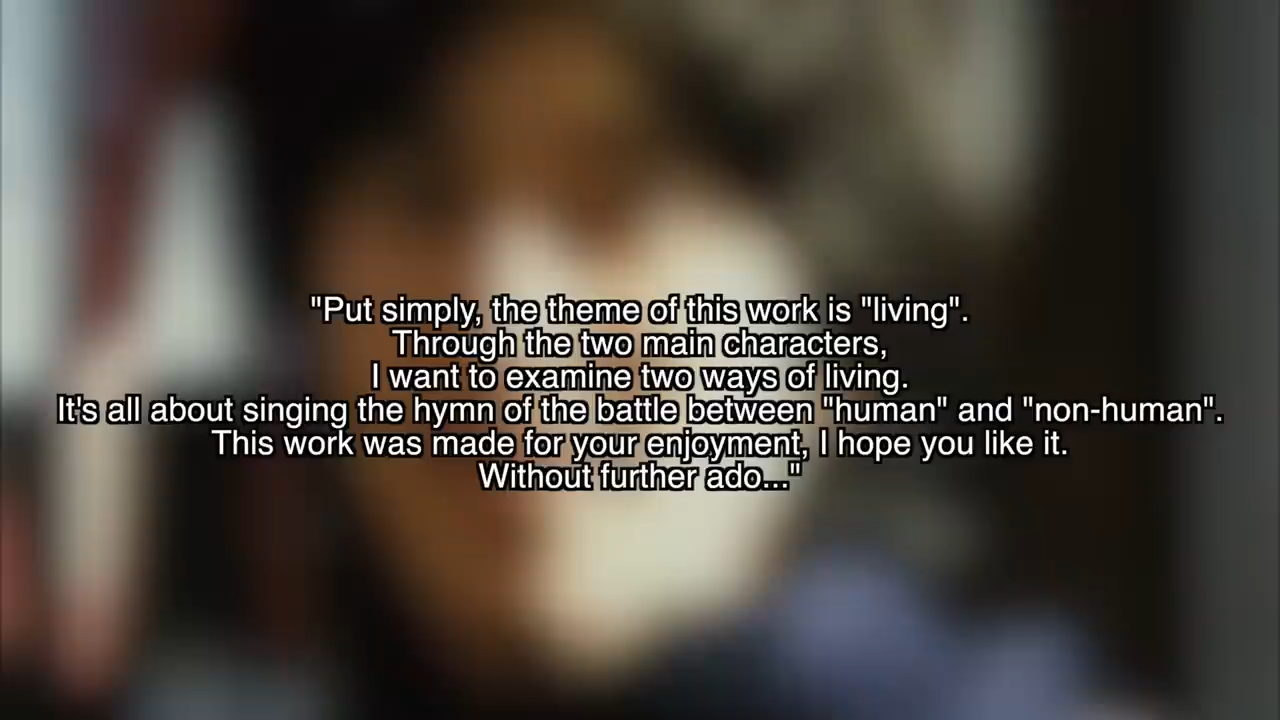 "Put simply, the theme of this work is "living".
Through the two main characters,
I want to examine two ways of living.
It's all about singing the hymn of the battle between "human" and "non-human".
This work was made for your enjoyment, I hope you like it.
Without further ado..."